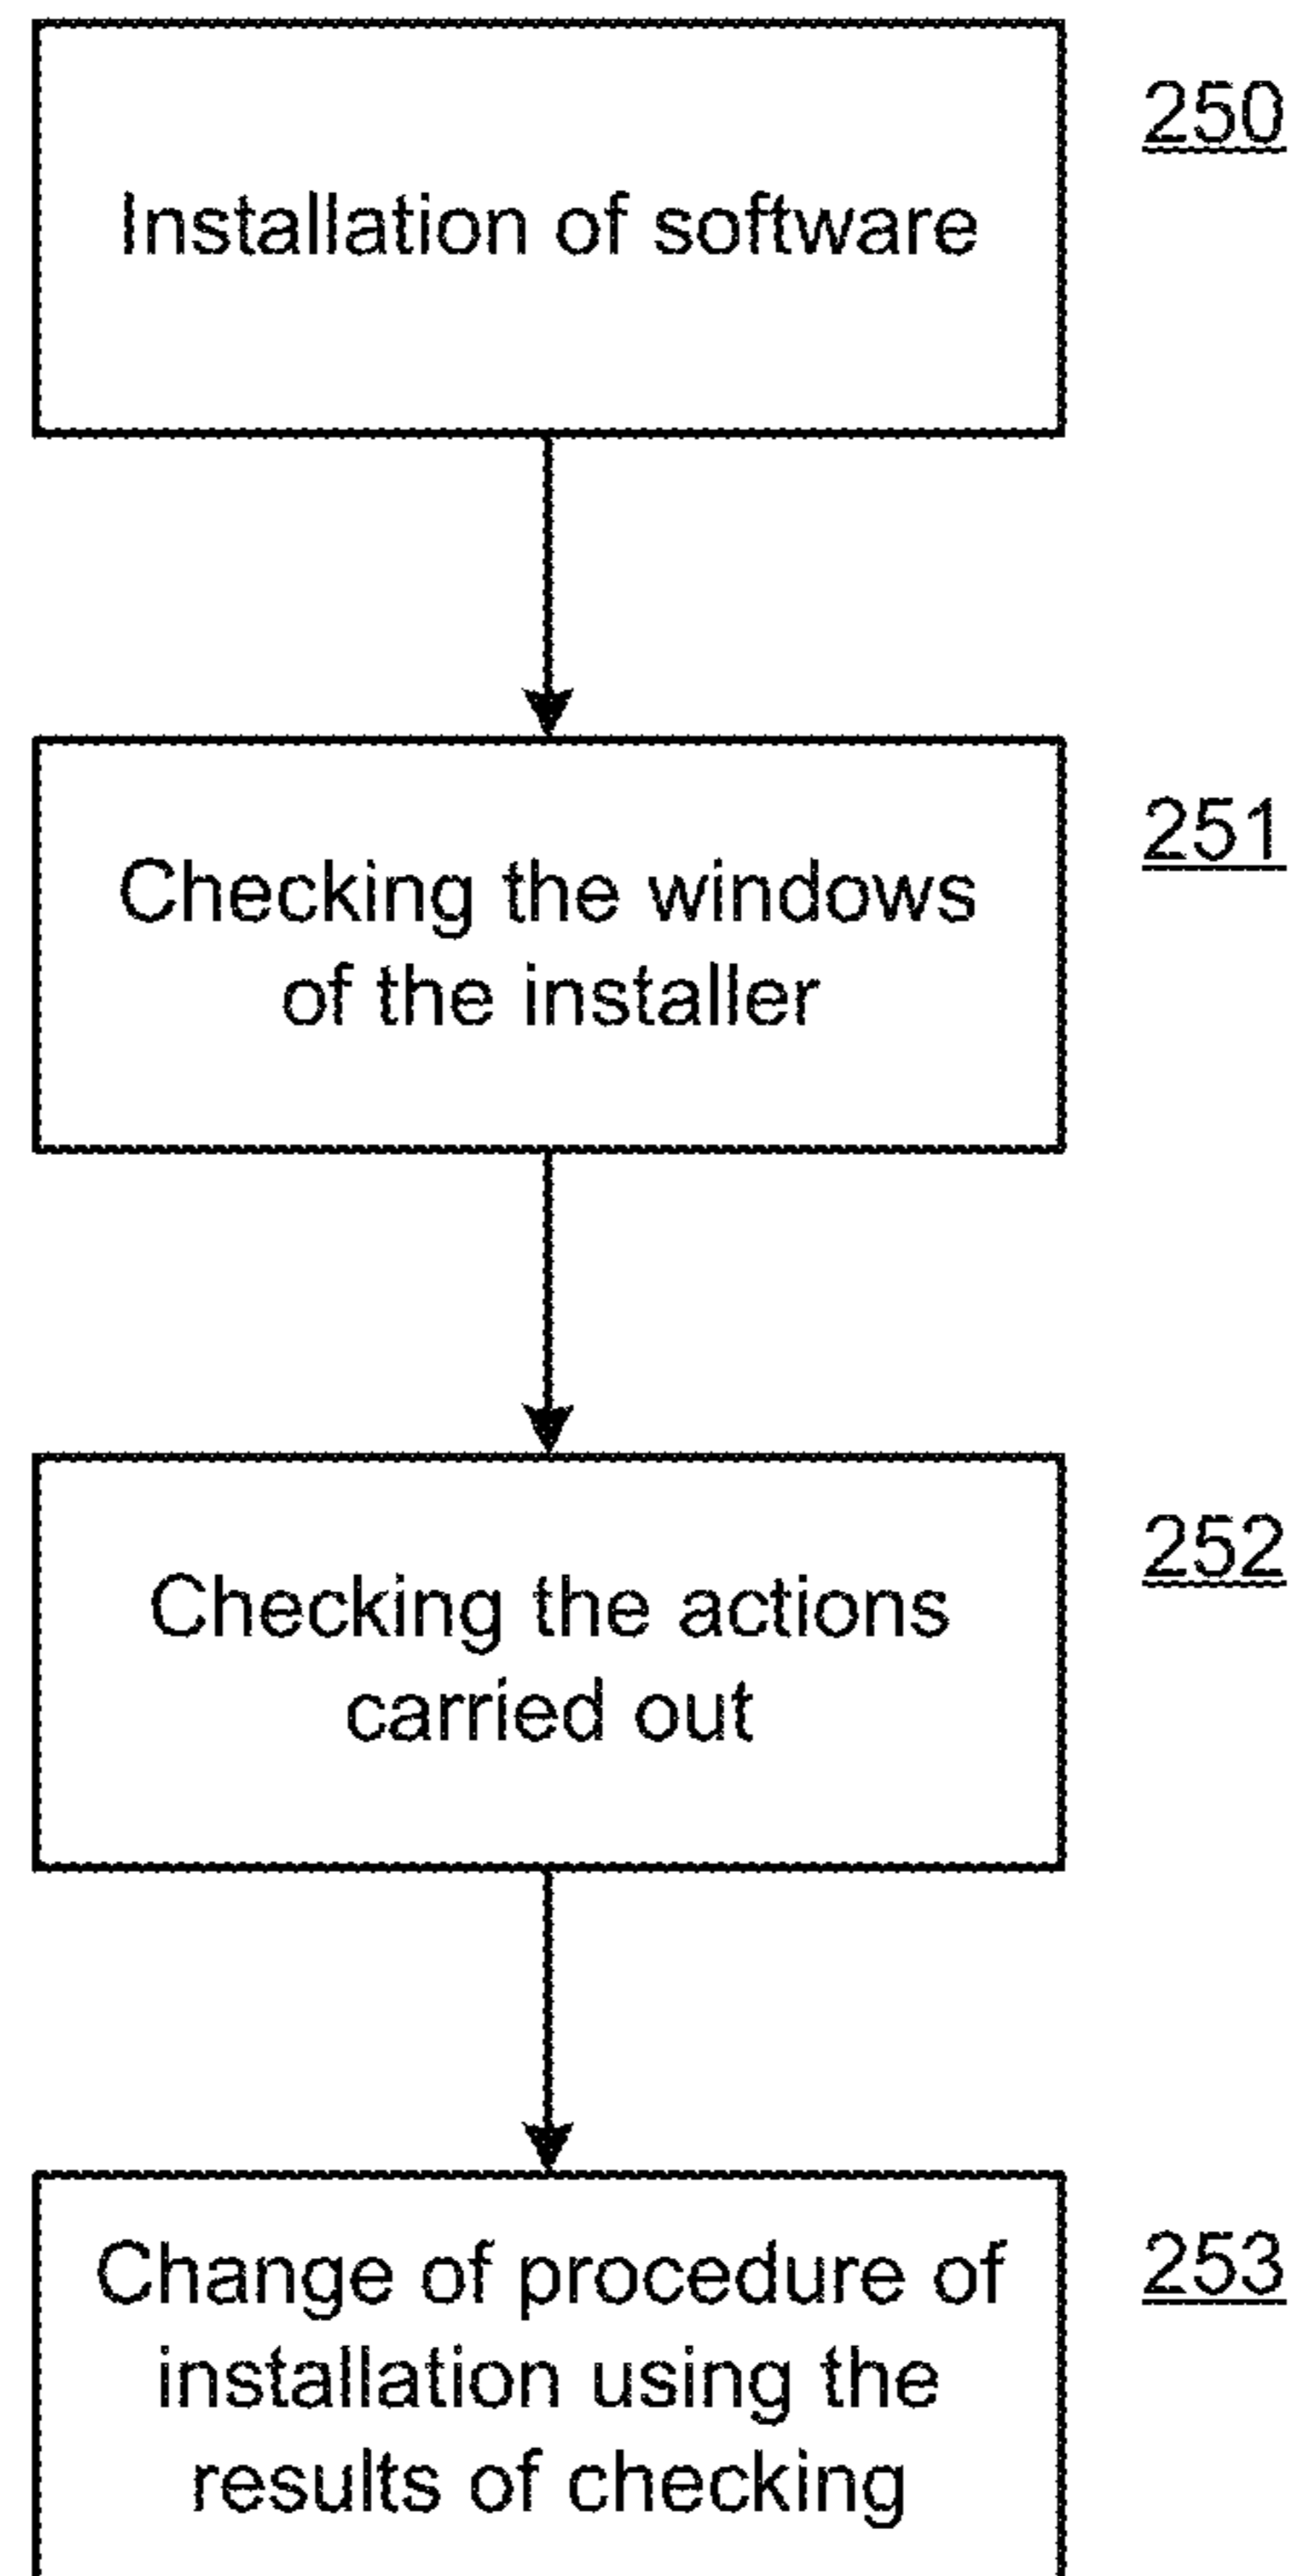 Installation of software
250
Checking the windows
of the installer
251
Checking the actions
carried out
252
Change of procedure of
installation using the
results of checking
253